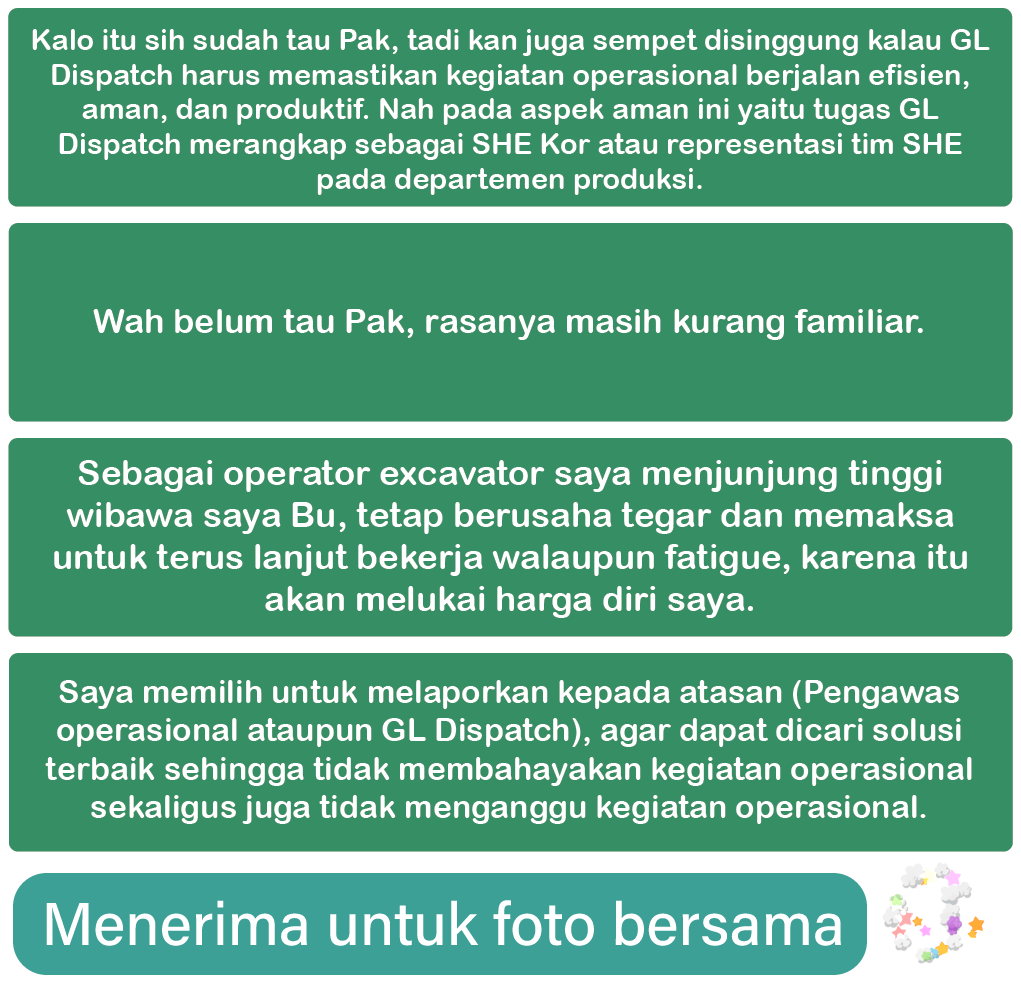 Kalo itu sih sudah tau Pak, tadi kan juga sempet disinggung kalau GL
Dispatch harus memastikan kegiatan operasional berjalan efisien,
aman, dan produktif. Nah pada aspek aman ini yaitu tugas GL
Dispatch merangkap sebagai SHE Kor atau representasi tim SHE
pada departemen produksi.
Wah belum tau Pak, rasanya masih kurang familiar.
Sebagai operator excavator saya menjunjung tinggi
wibawa saya Bu, tetap berusaha tegar dan memaksa
untuk terus lanjut bekerja walaupun fatigue, karena itu
akan melukai harga diri saya.
Saya memilih untuk melaporkan kepada atasan (Pengawas
operasional ataupun GL Dispatch), agar dapat dicari solusi
terbaik sehingga tidak membahayakan kegiatan operasional
sekaligus juga tidak menganggu kegiatan operasional.
Menerima untuk foto bersama